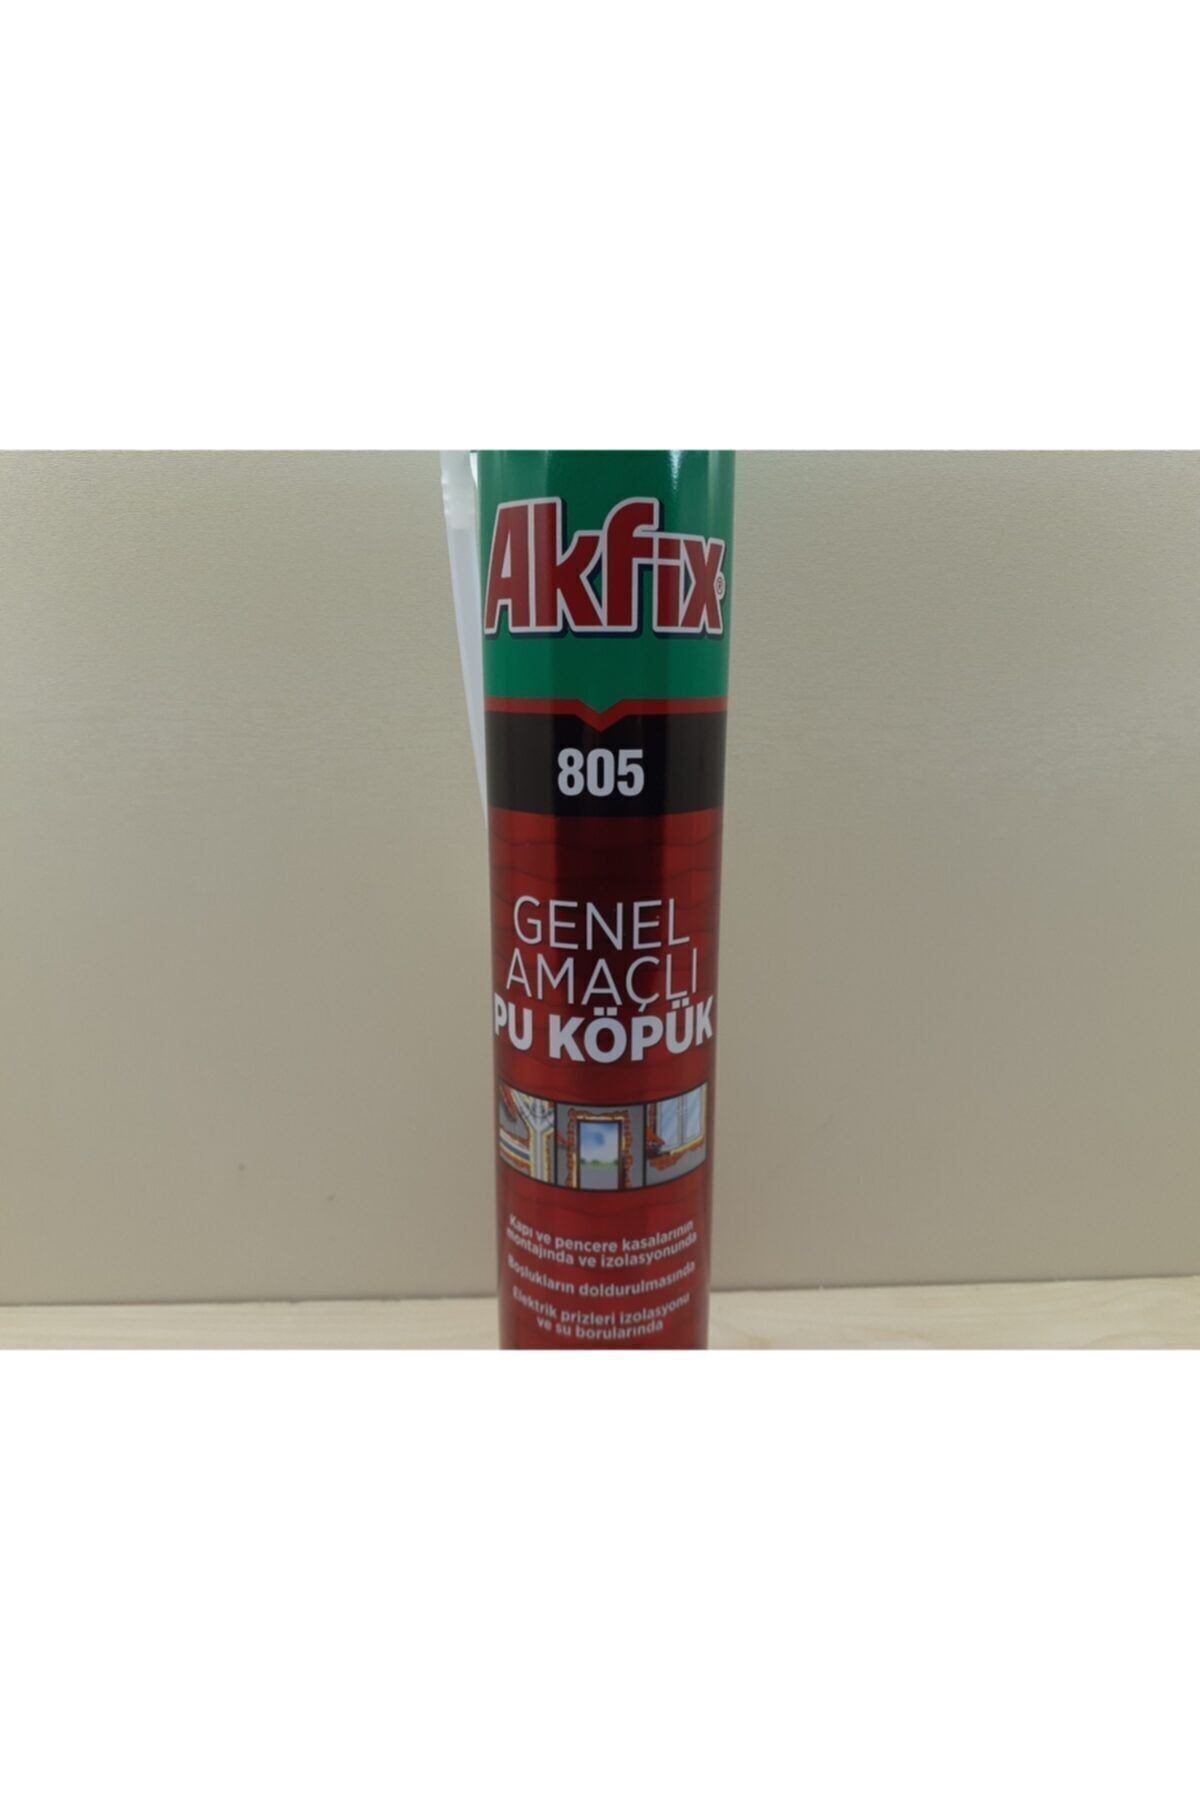 Akfix®
805
GENEL
AMAÇLI
PU KÖPÜK
Kapı ve pencere kasalarının
montajında ve izolasyonunda
Boşlukların doldurulmasında
Elektrik prizleri izolasyonu
ve su borularında